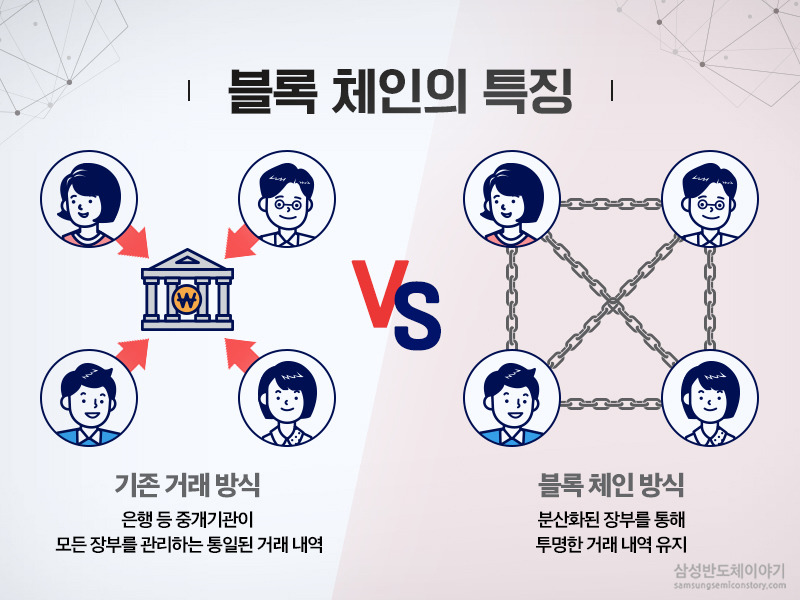 블록 체인의 특징
₩
VS
기존 거래 방식
은행 등 중개기관이
모든 장부를 관리하는 통일된 거래 내역
블록 체인 방식
분산화된 장부를 통해
투명한 거래 내역 유지
삼성반도체이야기
samsungsemiconstory.com